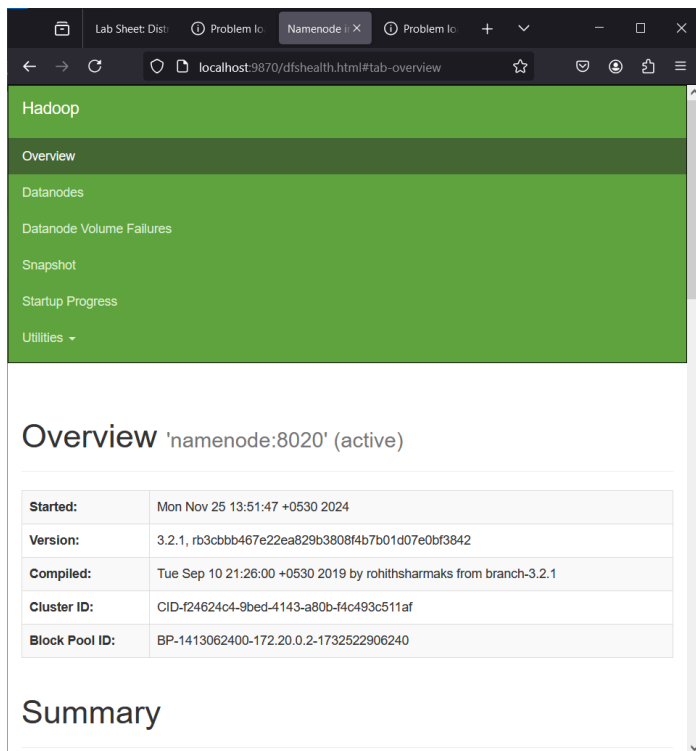 Lab Sheet: Distr
Problem lo
Namenode in
Problem lo
localhost:9870/dfshealth.html#tab-overview
Hadoop
Overview
Datanodes
Datanode Volume Failures
Snapshot
Startup Progress
Utilities
Overview 'namenode:8020' (active)
Started: Mon Nov 25 13:51:47 +0530 2024
Version: 3.2.1, rb3cbbb467e22ea829b3808f4b7b01d07e0bf3842
Compiled: Tue Sep 10 21:26:00 +0530 2019 by rohithsharmaks from branch-3.2.1
Cluster ID: CID-f24624c4-9bed-4143-a80b-f4c493c511af
Block Pool ID: BP-1413062400-172.20.0.2-1732522906240
Summary